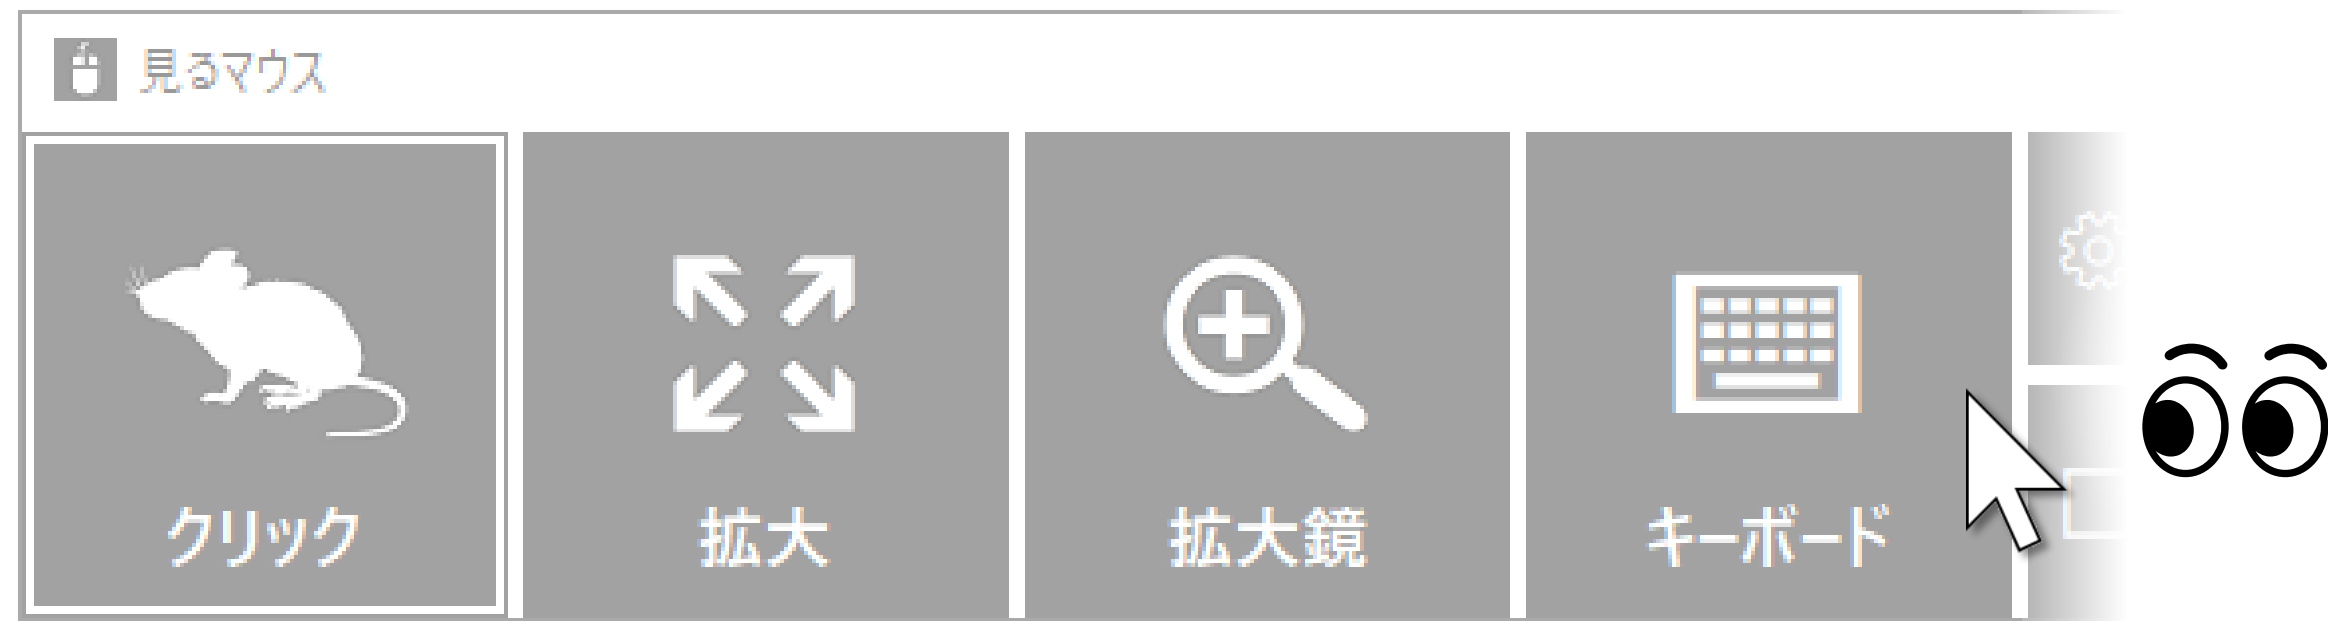 見るマウス
クリック
拡大
拡大鏡
キーボード